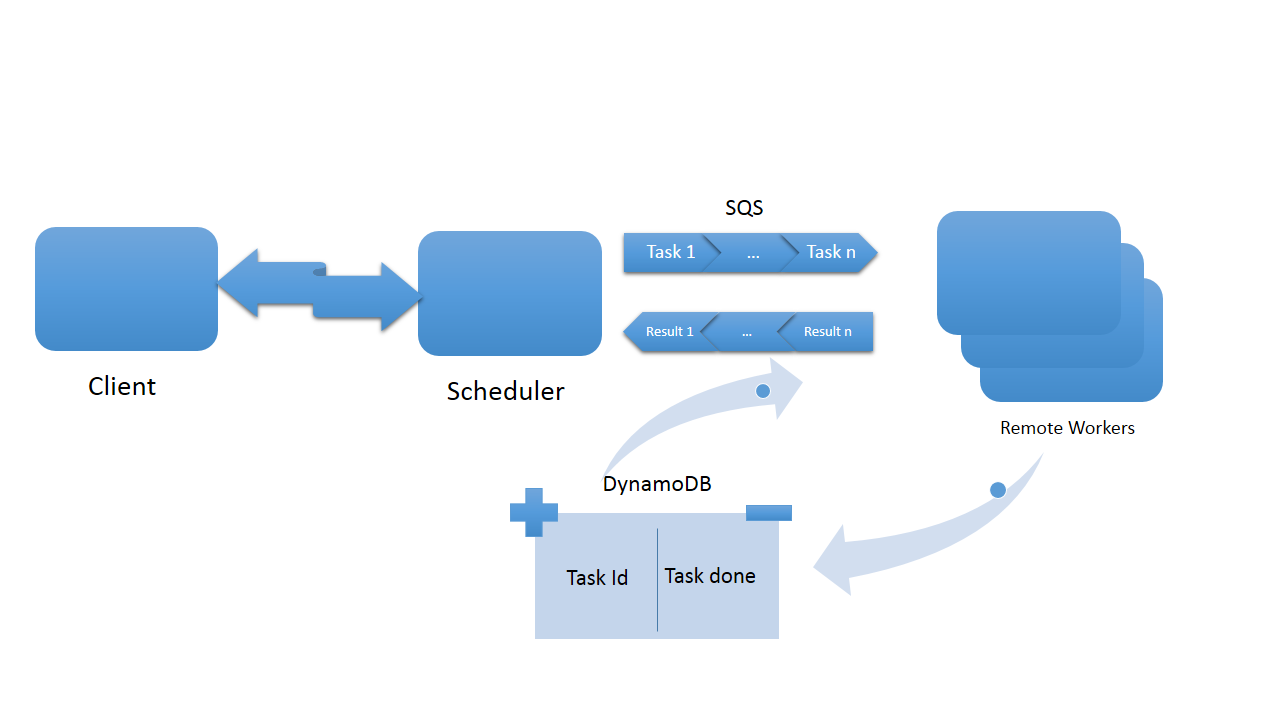 SQS
Task 1
...
Task n
Result 1
...
Result n
Client
Scheduler
Remote Workers
DynamoDB
Task Id
Task done